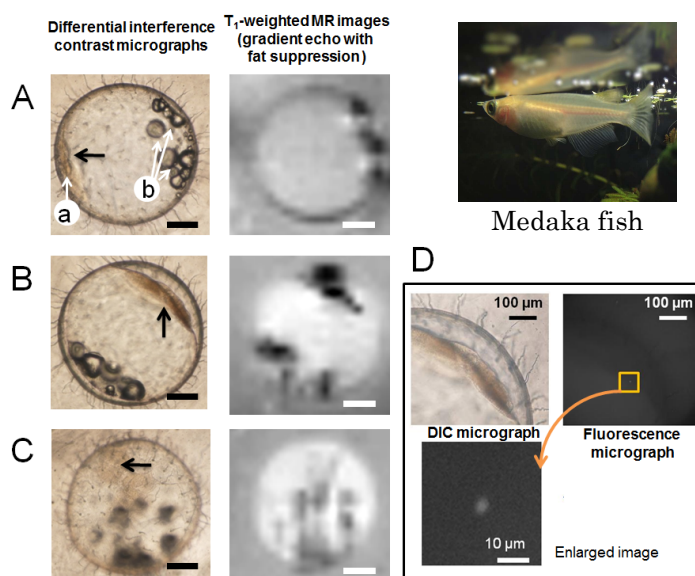 Differential interference
contrast micrographs
T₁-weighted MR images
(gradient echo with
fat suppression)
A
a
b
Medaka fish
B
C
D
100 µm
100 µm
DIC micrograph
Fluorescence
micrograph
10 µm
Enlarged image